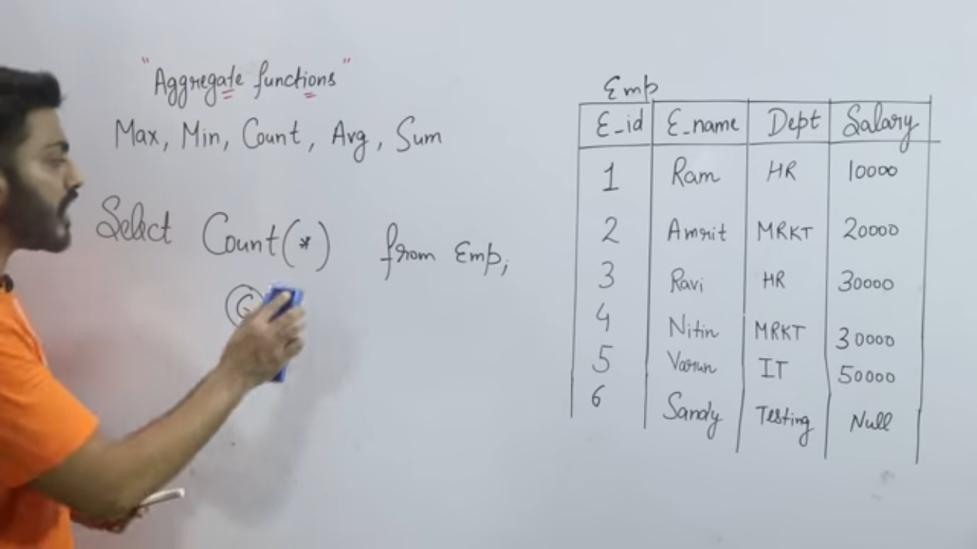 "Aggregate functions"
Max, Min, Count, Avg, Sum
Select Count(*) from Emp;
6
Emp
E_id E_name Dept Salary
1 Ram HR 10000
2 Amrit MRKT 20000
3 Ravi HR 30000
4 Nitin MRKT 30000
5 Varun IT 50000
6 Sandy Testing Null